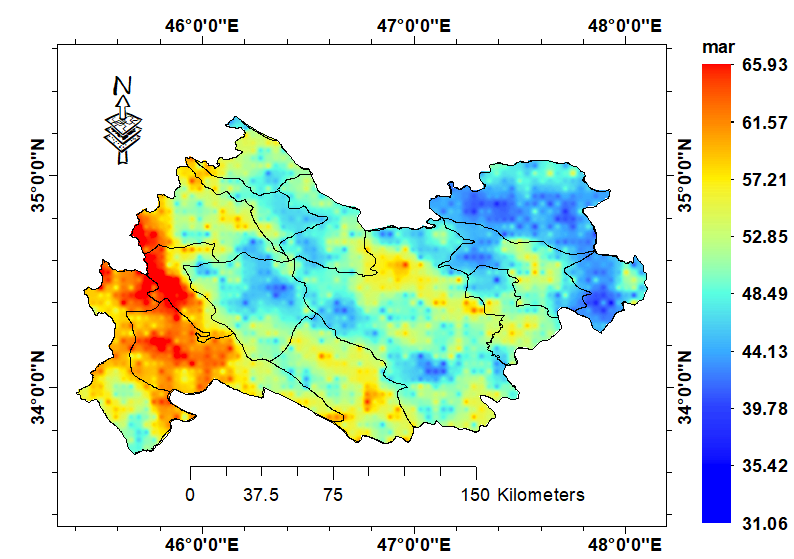 46°0'0"E 47°0'0"E 48°0'0"E
mar
N
65.93
61.57
57.21
52.85
48.49
44.13
39.78
35.42
31.06
35°0'0"N 35°0'0"N
34°0'0"N 34°0'0"N
0 37.5 75 150 Kilometers
46°0'0"E 47°0'0"E 48°0'0"E